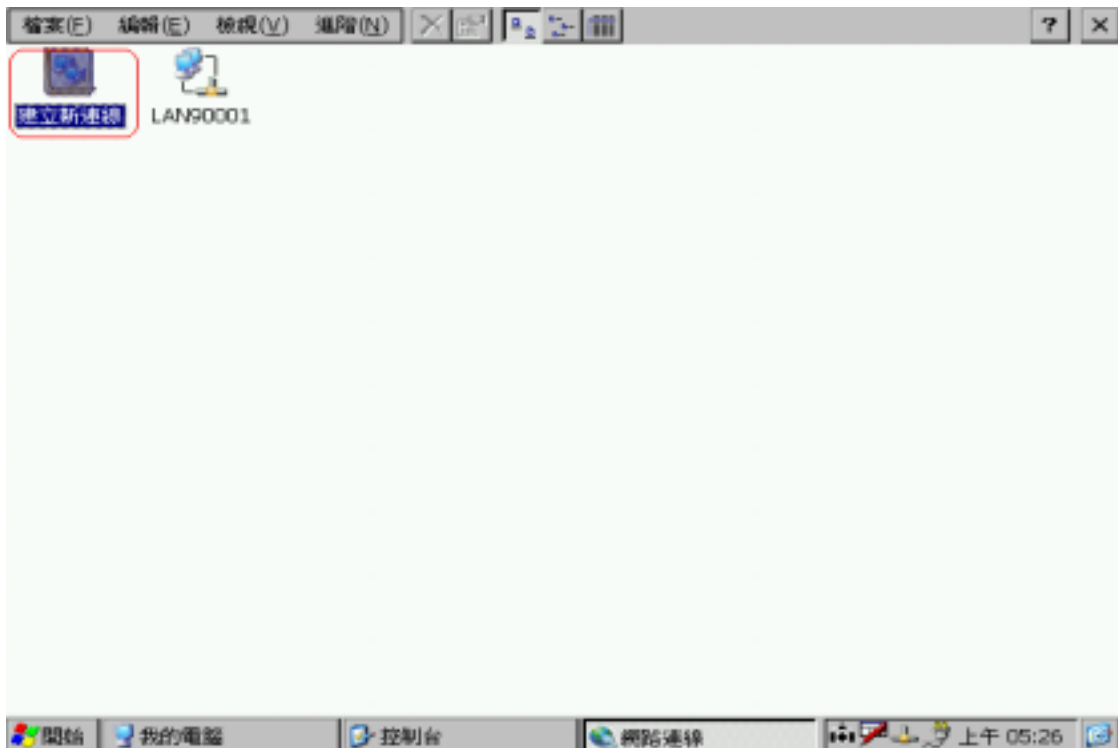 檔案(F) 編輯(E) 檢視(V) 進階(N) ?
建立新連線 LAN90001
開始 我的電腦 控制台 網路連線 上午 05:26